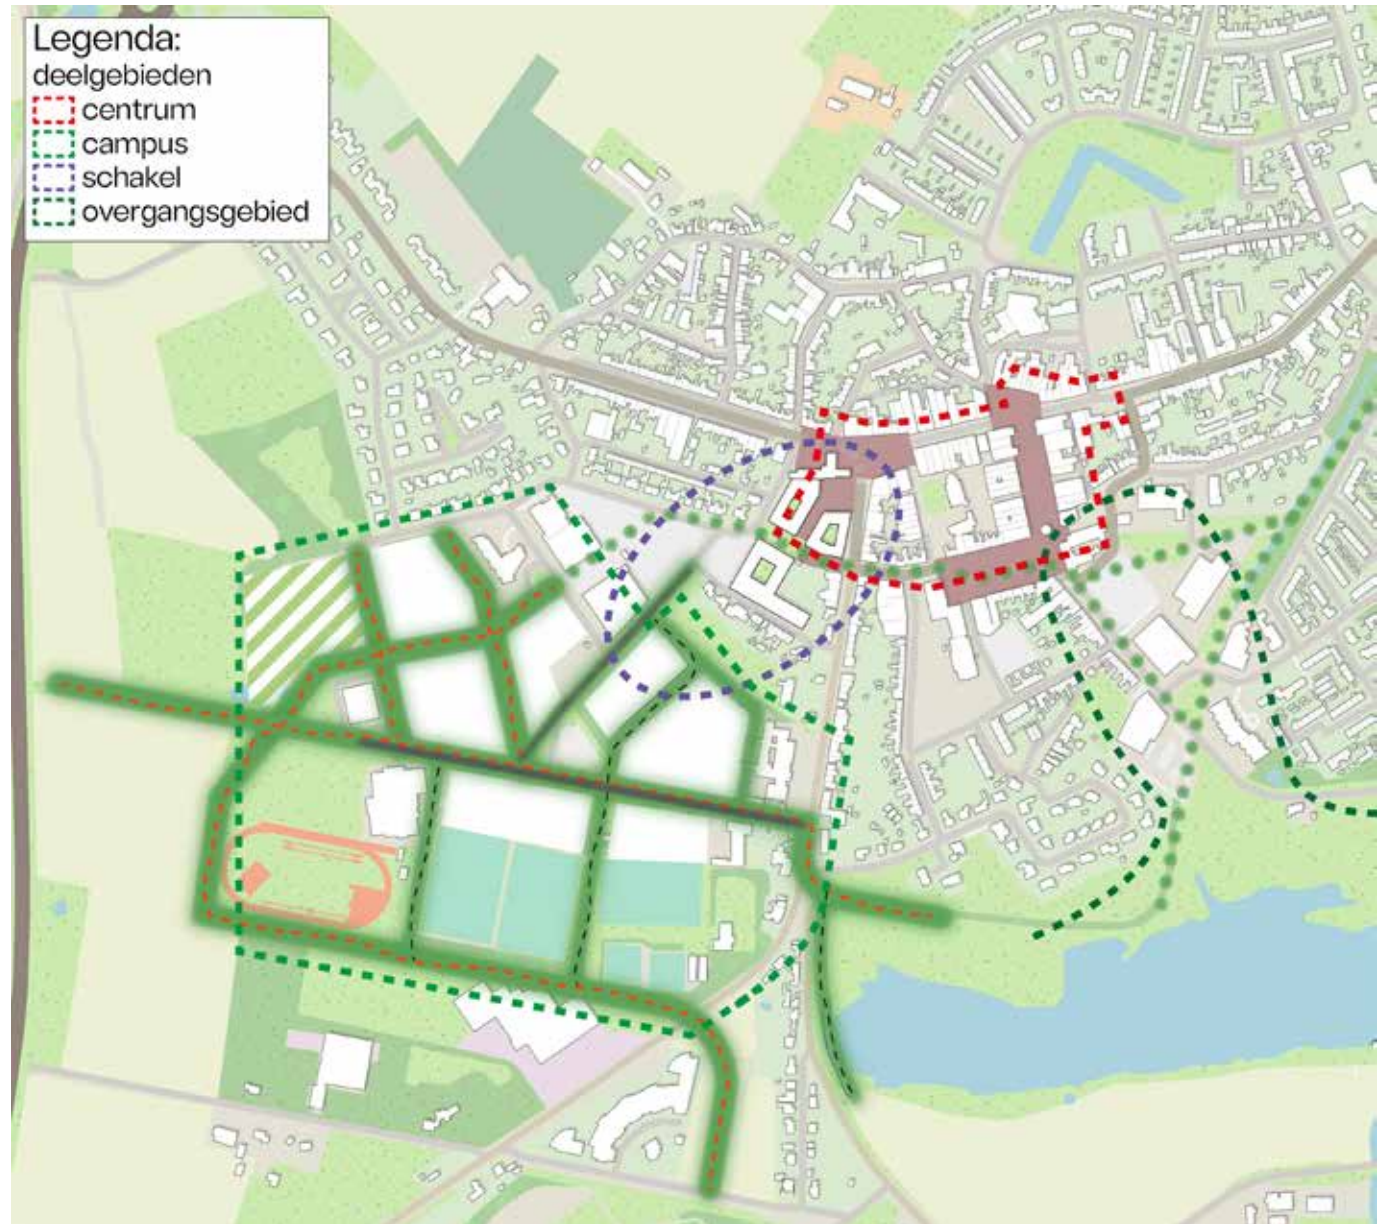 Legenda:
deelgebieden
centrum
campus
schakel
overgangsgebied